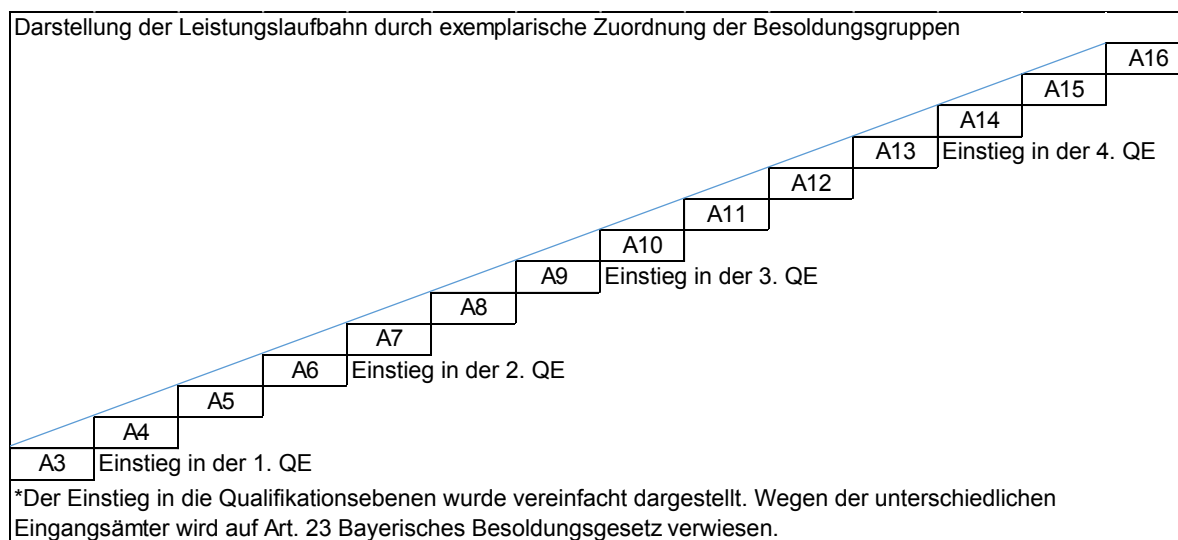 Darstellung der Leistungslaufbahn durch exemplarische Zuordnung der Besoldungsgruppen
A16
A15
A14
A13 Einstieg in der 4. QE
A12
A11
A10
A9 Einstieg in der 3. QE
A8
A7
A6 Einstieg in der 2. QE
A5
A4
A3 Einstieg in der 1. QE
*Der Einstieg in die Qualifikationsebenen wurde vereinfacht dargestellt. Wegen der unterschiedlichen
Eingangsämter wird auf Art. 23 Bayerisches Besoldungsgesetz verwiesen.